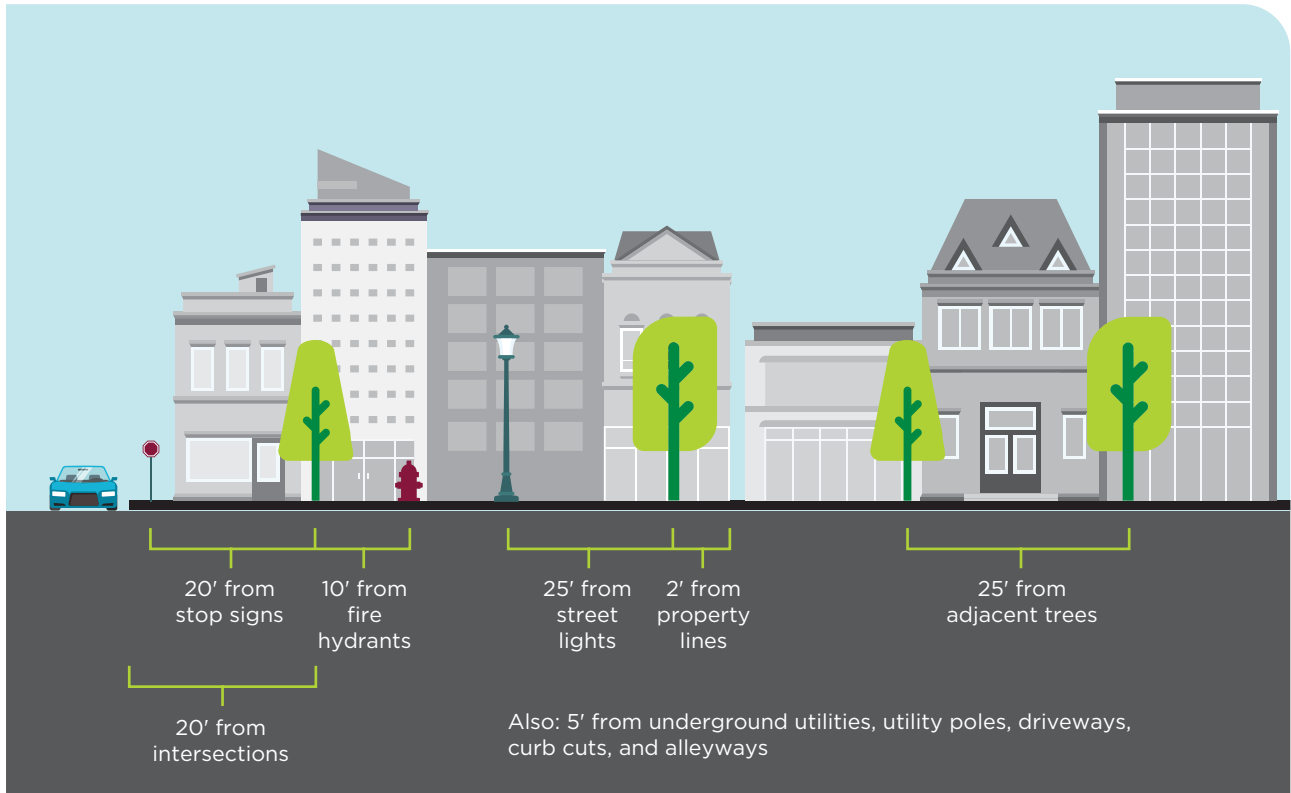 20' from
stop signs
10' from
fire
hydrants
25' from
street
lights
2' from
property
lines
25' from
adjacent trees
20' from
intersections
Also: 5' from underground utilities, utility poles, driveways,
curb cuts, and alleyways